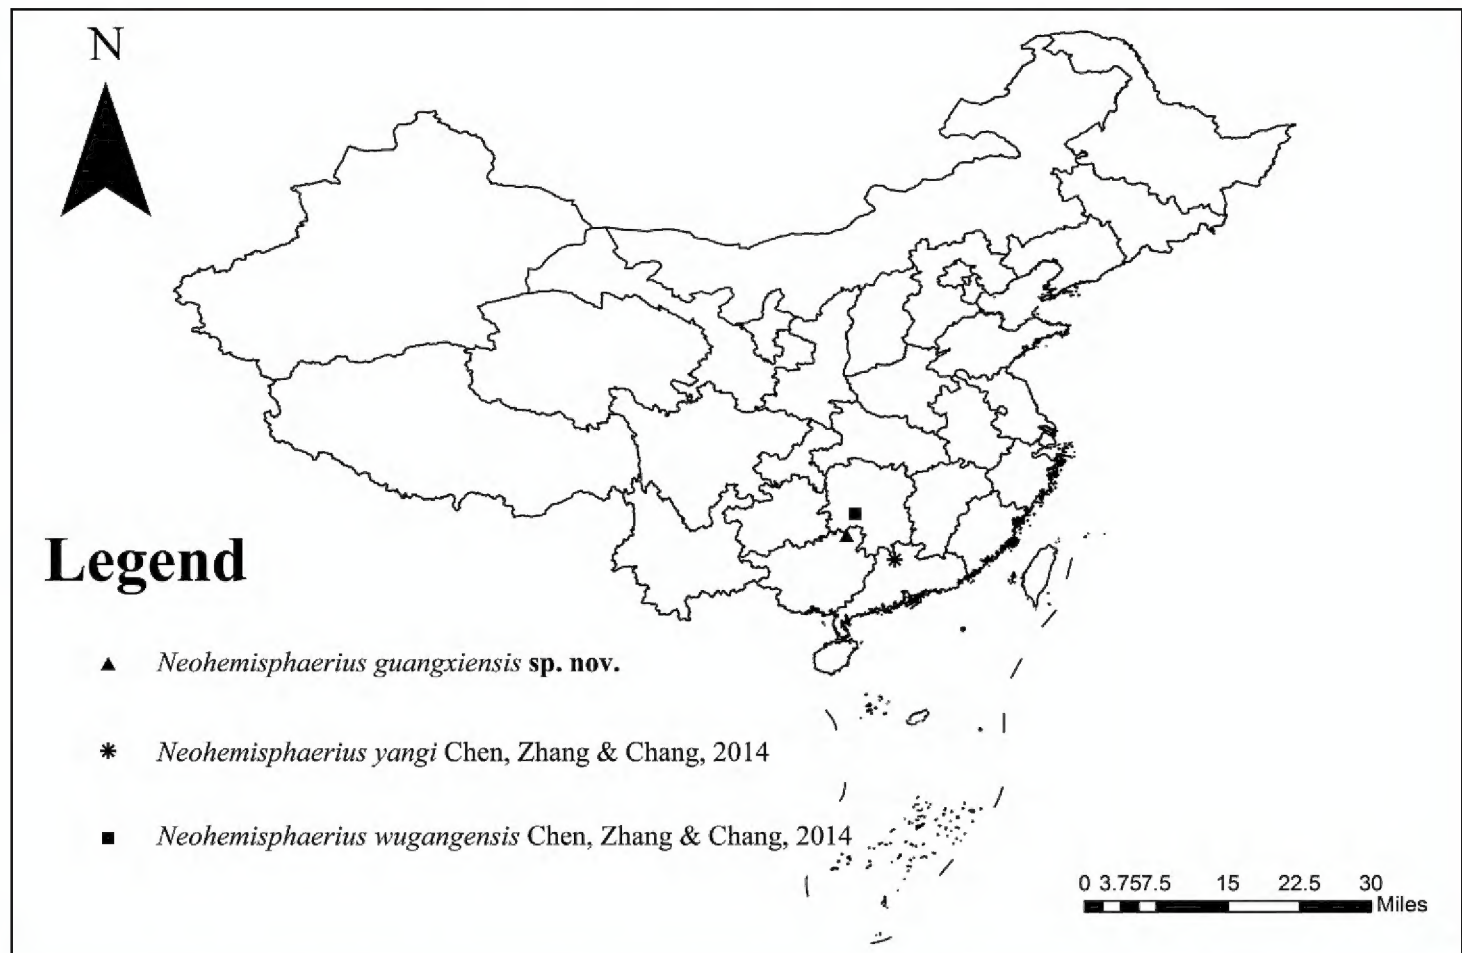 N
Legend
Neohemisphaerius guangxiensis sp. nov.
Neohemisphaerius yangi Chen, Zhang & Chang, 2014
Neohemisphaerius wugangensis Chen, Zhang & Chang, 2014
0 3.757.5 15 22.5 30
Miles